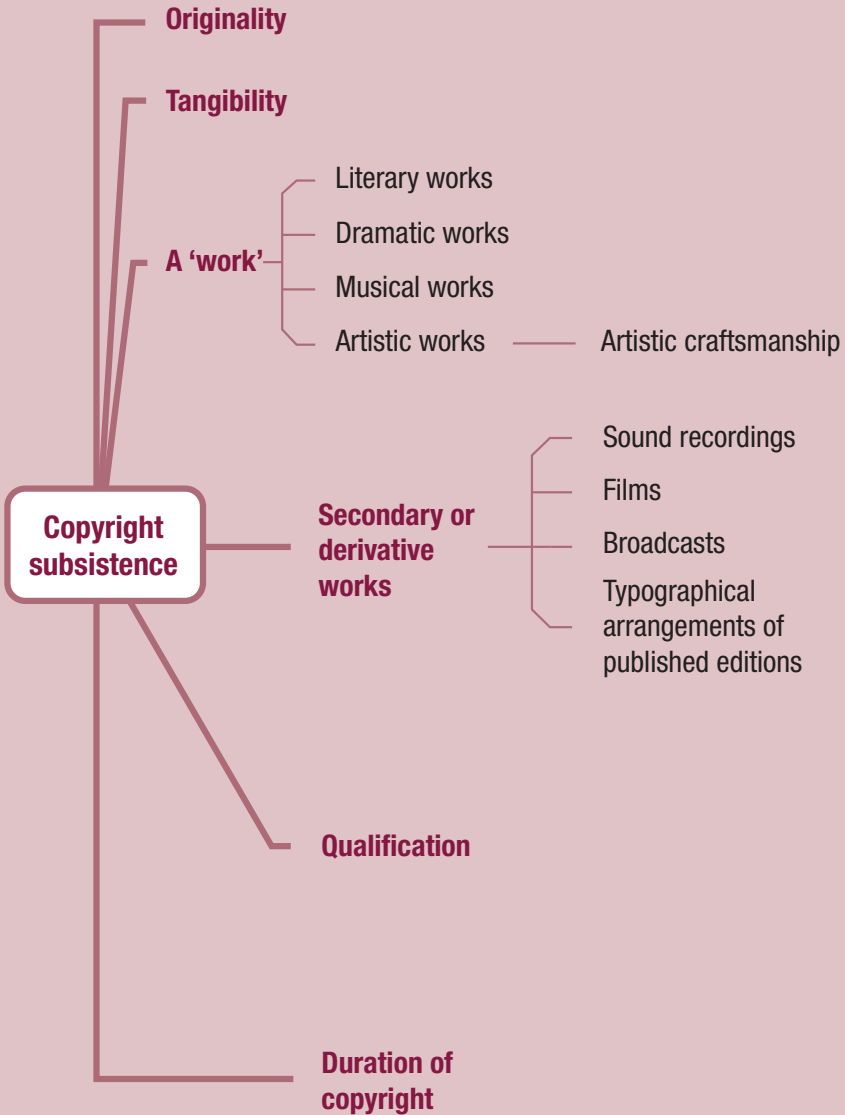 Originality
Tangibility
A ‘work’
Literary works
Dramatic works
Musical works
Artistic works
Artistic craftsmanship
Copyright
subsistence
Secondary or
derivative
works
Sound recordings
Films
Broadcasts
Typographical
arrangements of
published editions
Qualification
Duration of
copyright